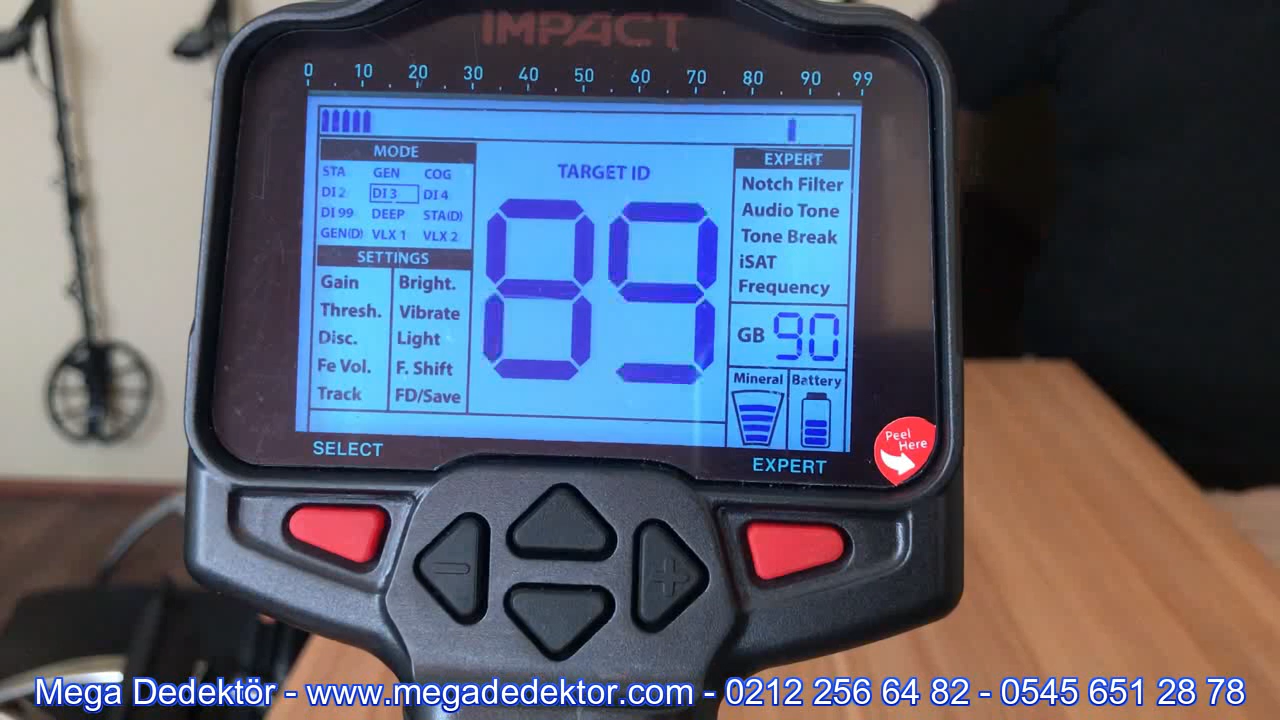 IMPACT
0 10 20 30 40 50 60 70 80 90 99
MODE
STA GEN COG
DI 2 DI 3 DI 4
DI 99 DEEP STA(D)
GEN(D) VLX 1 VLX 2
SETTINGS
Gain Bright.
Thresh. Vibrate
Disc. Light
Fe Vol. F. Shift
Track FD/Save
TARGET ID
89
EXPERT
Notch Filter
Audio Tone
Tone Break
iSAT
Frequency
GB 90
Mineral Battery
SELECT
EXPERT
Peel
Here
Mega Dedektör - www.megadedektor.com - 0212 256 64 82 - 0545 651 28 78